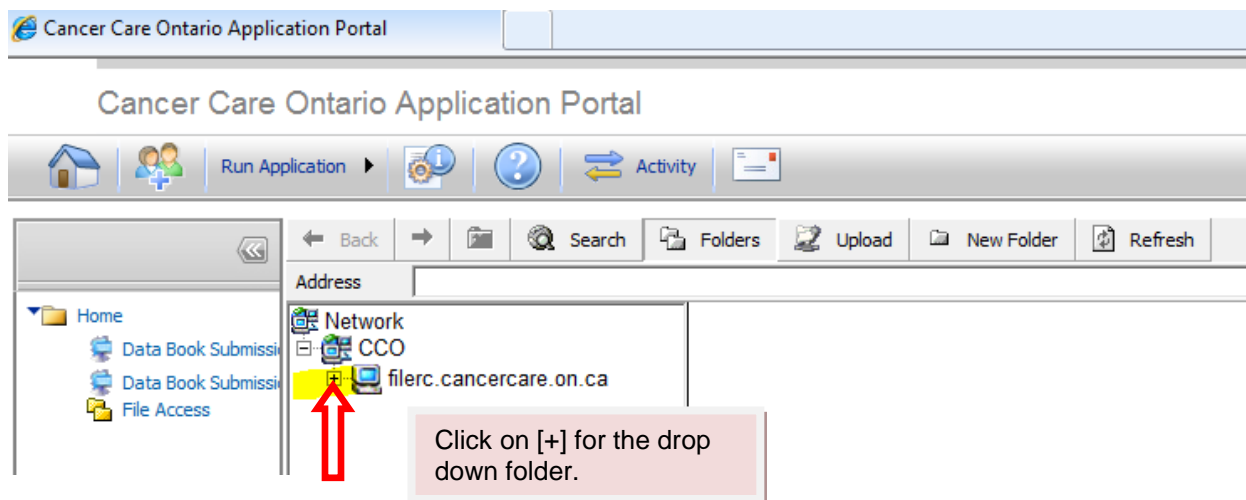 Cancer Care Ontario Application Portal
Cancer Care Ontario Application Portal
Run Application Activity
Back Search Folders Upload New Folder Refresh
Address
Home
Data Book Submissi
Data Book Submissi
File Access
Network
CCO
filerc.cancercare.on.ca
Click on [+] for the drop
down folder.